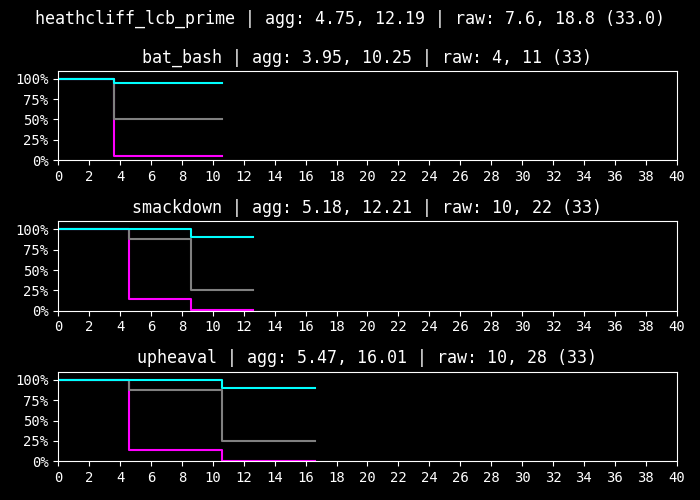 heathcliff_lcb_prime | agg: 4.75, 12.19 | raw: 7.6, 18.8 (33.0)
bat_bash | agg: 3.95, 10.25 | raw: 4, 11 (33)
100%
75%
50%
25%
0%
0 2 4 6 8 10 12 14 16 18 20 22 24 26 28 30 32 34 36 38 40
smackdown | agg: 5.18, 12.21 | raw: 10, 22 (33)
100%
75%
50%
25%
0%
0 2 4 6 8 10 12 14 16 18 20 22 24 26 28 30 32 34 36 38 40
upheaval | agg: 5.47, 16.01 | raw: 10, 28 (33)
100%
75%
50%
25%
0%
0 2 4 6 8 10 12 14 16 18 20 22 24 26 28 30 32 34 36 38 40